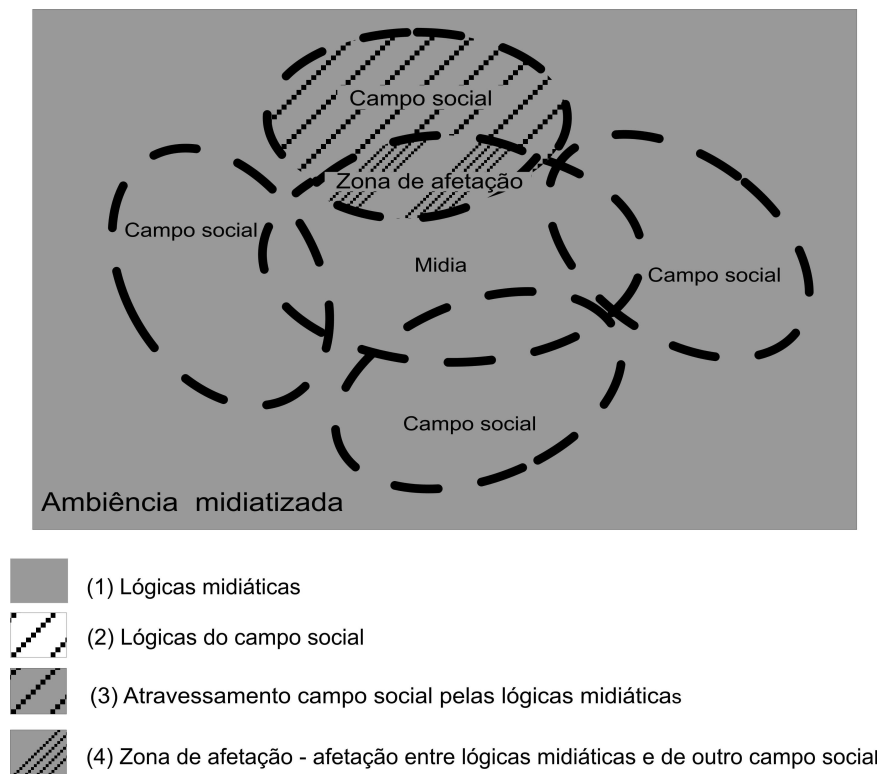 Campo social
Zona de afetação
Campo social
Midia
Campo social
Campo social
Ambiência midiatizada
(1) Lógicas midiáticas
(2) Lógicas do campo social
(3) Atravessamento campo social pelas lógicas midiáticas
(4) Zona de afetação - afetação entre lógicas midiáticas e de outro campo social